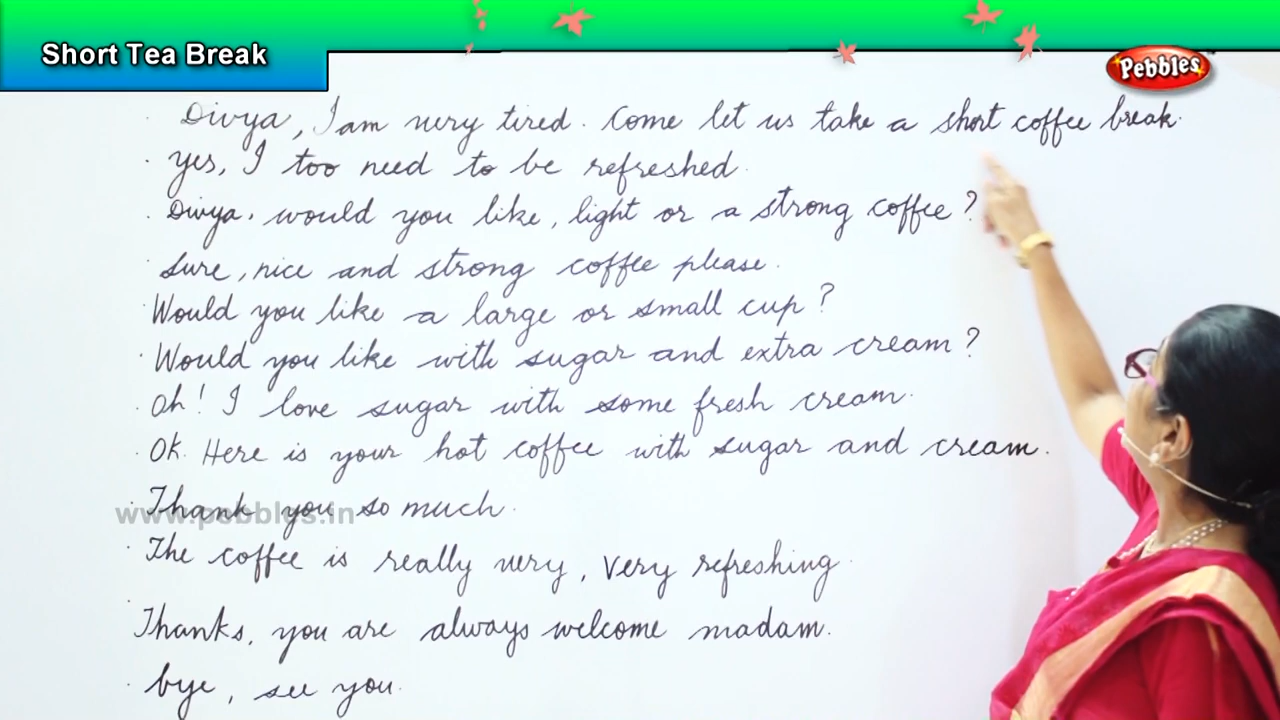 Short Tea Break
Pebbles
Divya, I am very tired. Come let us take a short coffee break.
yes, I too need to be refreshed.
Divya, would you like, light or a strong coffee?
Sure, nice and strong coffee please.
Would you like a large or small cup?
Would you like with sugar and extra cream?
Oh! I love sugar with some fresh cream.
OK. Here is your hot coffee with sugar and cream.
Thank you so much.
www.pebblys.in
The coffee is really very, very refreshing.
Thanks, you are always welcome madam.
bye, see you.